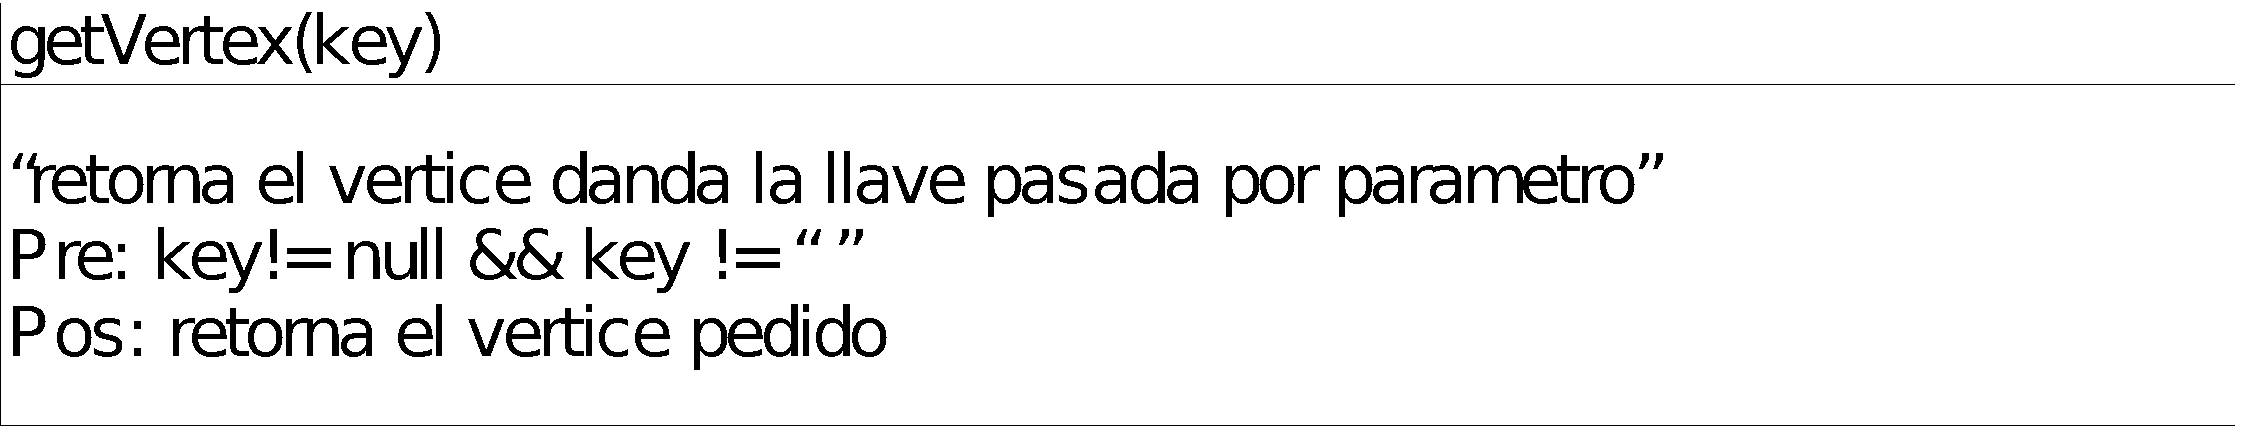 getVertex(key)
“retorna el vertice danda la llave pasada por parametro”
Pre: key!= null && key != “ ”
Pos: retorna el vertice pedido